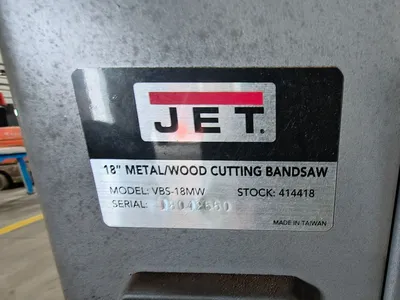 JET
18" METAL/WOOD CUTTING BANDSAW
MODEL: VBS-18MW STOCK: 414418
SERIAL:
MADE IN TAIWAN